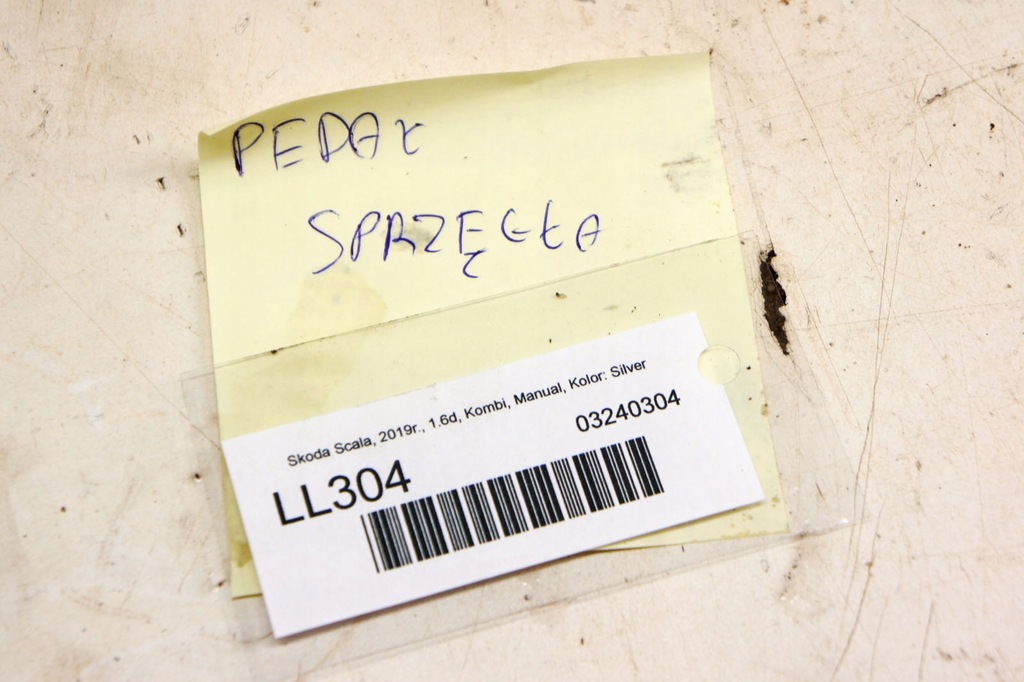 PEDAŁ
SPRZĘGŁA
Skoda Scala, 2019r., 1.6d, Kombi, Manual, Kolor: Silver
03240304
LL304